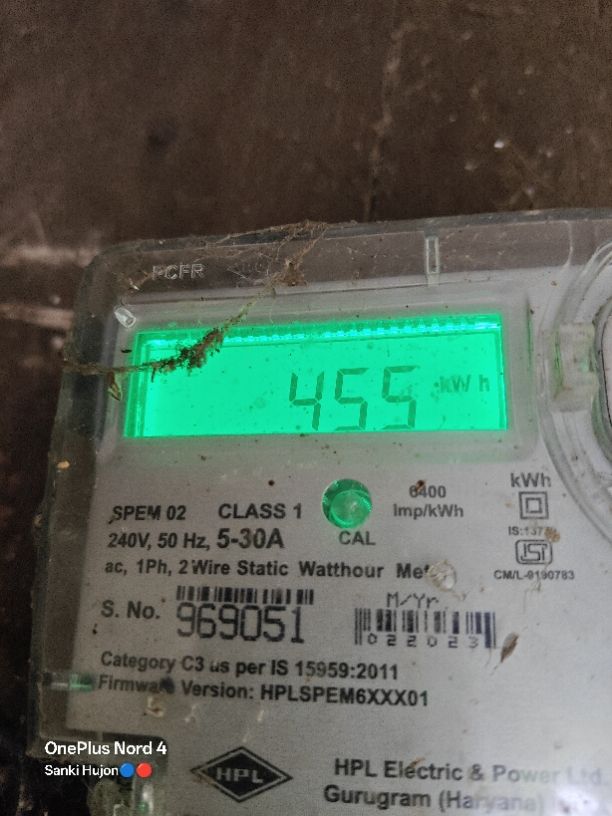 455 kWh
SPEM 02 CLASS 1
6400
Imp/kWh
kWh
240V, 50 Hz, 5-30A
CAL
ac, 1Ph, 2 Wire Static Watthour
CM/L-9190783
S. No. 969051
M/Yr.
022023
Category C3 as per IS 15959:2011
Firmware Version: HPLSPEM6XXX01
HPL
HPL Electric & Power Ltd.
Gurugram (Haryana)
OnePlus Nord 4
Sanki Hujon